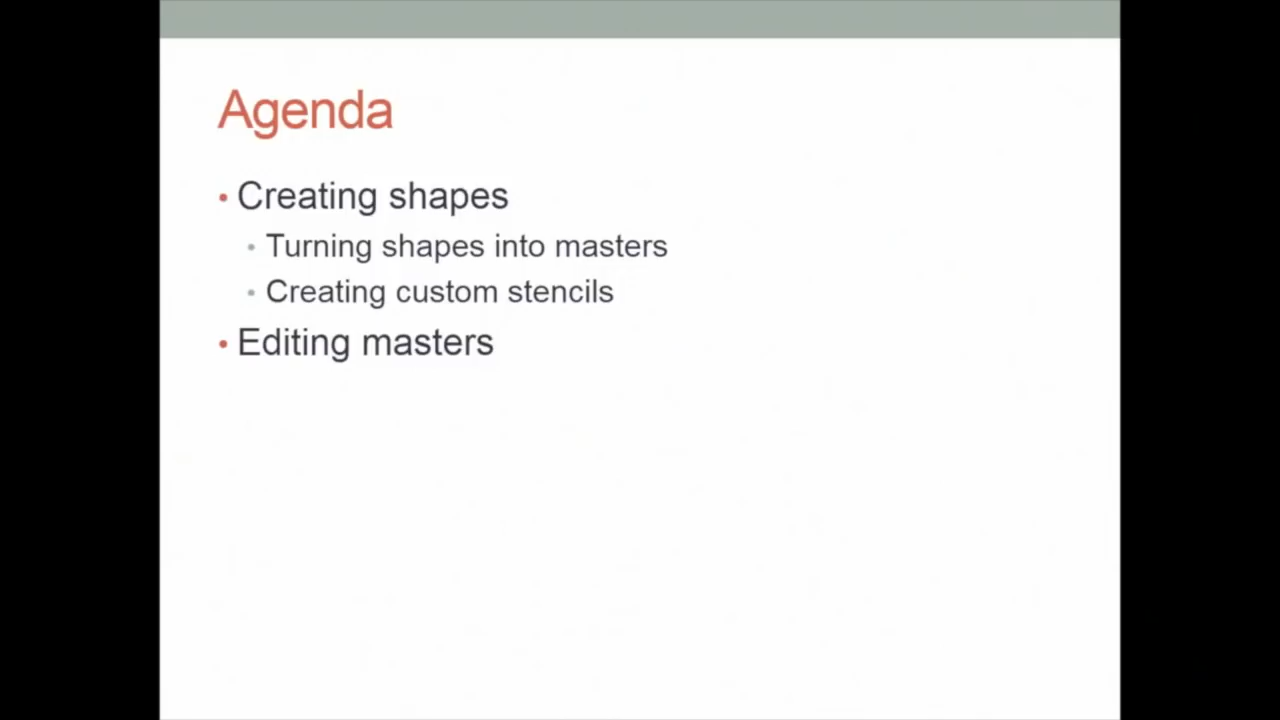 Agenda
• Creating shapes
• Turning shapes into masters
• Creating custom stencils
• Editing masters